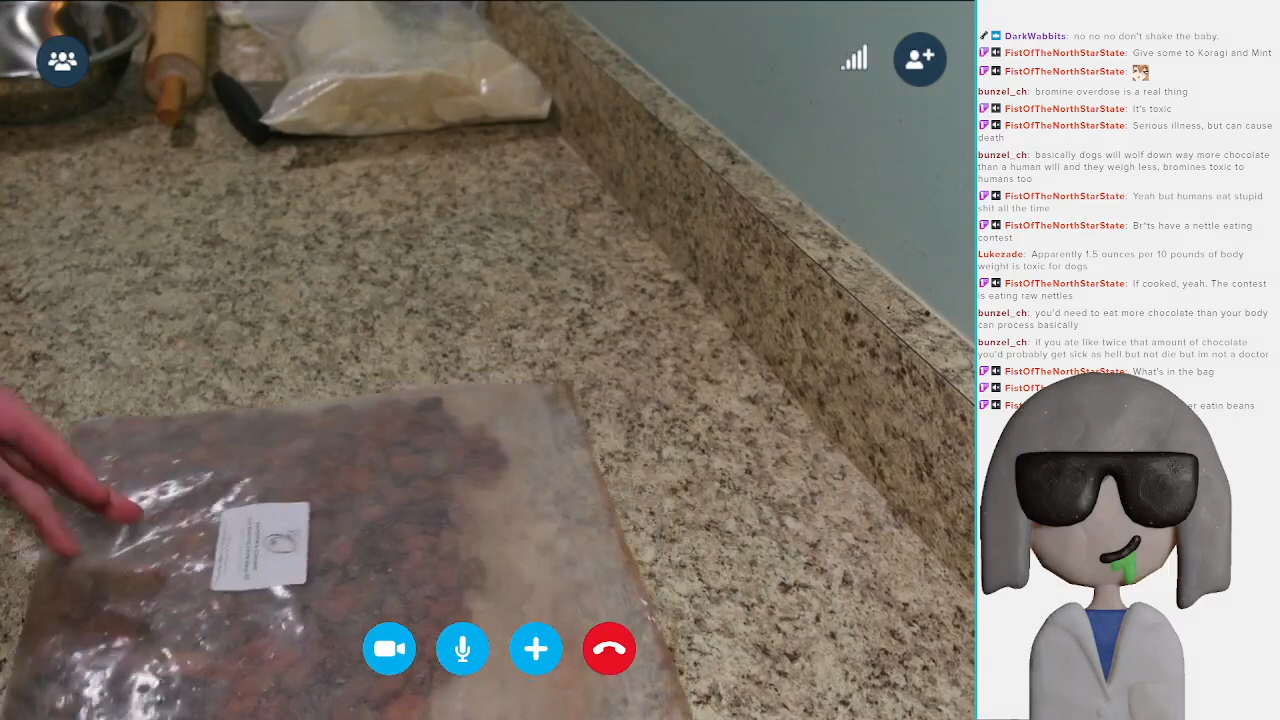 DarkWabbits: no no no don't shake the baby.
FistOfTheNorthStarState: Give some to Koragi and Mint
FistOfTheNorthStarState:
bunzel_ch: bromine overdose is a real thing
FistOfTheNorthStarState: It's toxic
FistOfTheNorthStarState: Serious illness, but can cause
death
bunzel_ch: basically dogs will wolf down way more chocolate
than a human will and they weigh less, bromines toxic to
humans too
FistOfTheNorthStarState: Yeah but humans eat stupid
shit all the time
FistOfTheNorthStarState: Br*ts have a nettle eating
contest
Lukezade: Apparently 1.5 ounces per 10 pounds of body
weight is toxic for dogs
FistOfTheNorthStarState: If cooked, yeah. The contest
is eating raw nettles
bunzel_ch: you'd need to eat more chocolate than your body
can process basically
bunzel_ch: if you ate like twice that amount of chocolate
you'd probably get sick as hell but not die but im not a doctor
FistOfTheNorthStarState: What's in the bag
FistOfTh
Fist er eatin beans